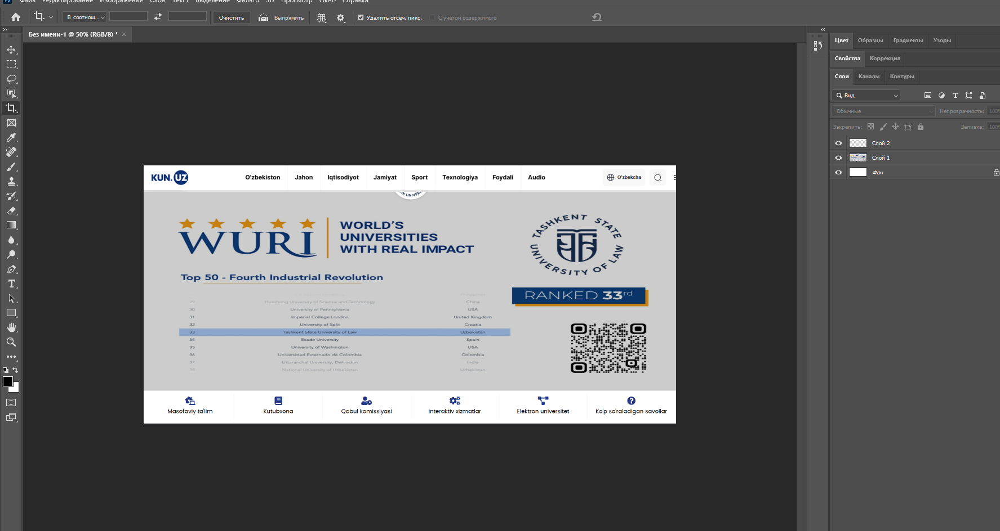 Файл Редактирование Изображение Слои Текст Выделение Фильтр 3D Просмотр Окно Справка
В соотнош... Очистить Выпрямить Удалить отсеч. пикс. С учетом содержимого
Без имени-1 @ 50% (RGB/8) * ×
KUN.UZ O'zbekiston Jahon Iqtisodiyot Jamiyat Sport Texnologiya Foydali Audio O'zbekcha
IK UNIVER
WURI
WORLD'S
UNIVERSITIES
WITH REAL IMPACT
TASHKENT STATE
UNIVERSITY OF LAW
Top 50 - Fourth Industrial Revolution
RANKED 33rd
Philippines
29 Huazhong University of Science and Technology China
30 University of Pennsylvania USA
31 Imperial College London United Kingdom
32 University of Split Croatia
33 Tashkent State University of Law Uzbekistan
34 Esade University Spain
35 University of Washington USA
36 Universidad Externado de Colombia Colombia
37 Uttaranchal University, Dehradun India
38 National University of Uzbekistan Uzbekistan
Masofaviy ta'lim Kutubxona Qabul komissiyasi Interaktiv xizmatlar Elektron universitet Ko'p so'raladigan savollar
Цвет Образцы Градиенты Узоры
Свойства Коррекция
Слои Каналы Контуры
Вид
Обычные Непрозрачность: 100%
Закрепить: Заливка: 100%
Слой 2
Слой 1
Фон